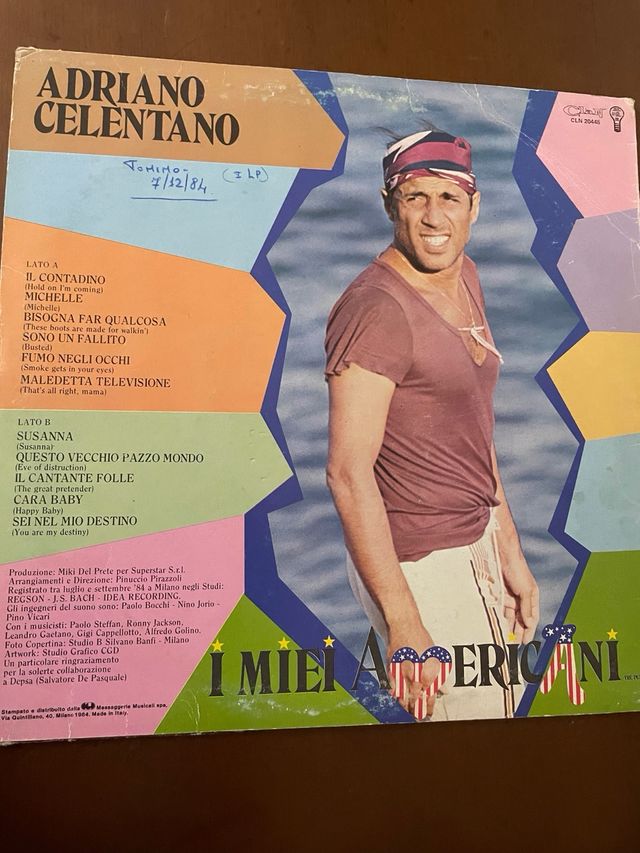 ADRIANO
CELENTANO
Clan
CLN 20445
TOMIMO-
7/12/84
(I LP)
LATO A
IL CONTADINO
(Hold on I'm coming)
MICHELLE
(Michelle)
BISOGNA FAR QUALCOSA
(These boots are made for walkin')
SONO UN FALLITO
(Busted)
FUMO NEGLI OCCHI
(Smoke gets in your eyes)
MALEDETTA TELEVISIONE
(That's all right, mama)
LATO B
SUSANNA
(Susanna)
QUESTO VECCHIO PAZZO MONDO
(Eve of distruction)
IL CANTANTE FOLLE
(The great pretender)
CARA BABY
(Happy Baby)
SEI NEL MIO DESTINO
(You are my destiny)
Produzione: Miki Del Prete per Superstar S.r.l.
Arrangiamenti e Direzione: Pinuccio Pirazzoli
Registrato tra luglio e settembre '84 a Milano negli Studi:
REGSON - J.S. BACH - IDEA RECORDING.
Gli ingegneri del suono sono: Paolo Bocchi - Nino Iorio -
Pino Vicari
Con i musicisti: Paolo Steffan, Ronny Jackson,
Leandro Gaetano, Gigi Cappellotto, Alfredo Golino.
Foto Copertina: Studio B Silvano Banfi - Milano
Artwork: Studio Grafico CGD
Un particolare ringraziamento
per la solerte collaborazione
a Depsa (Salvatore De Pasquale)
I MIEI AMERICANI
Stampato e distribuito dalla Messaggerie Musicali spa,
Via Quintiliano, 40, Milano 1984. Made in Italy